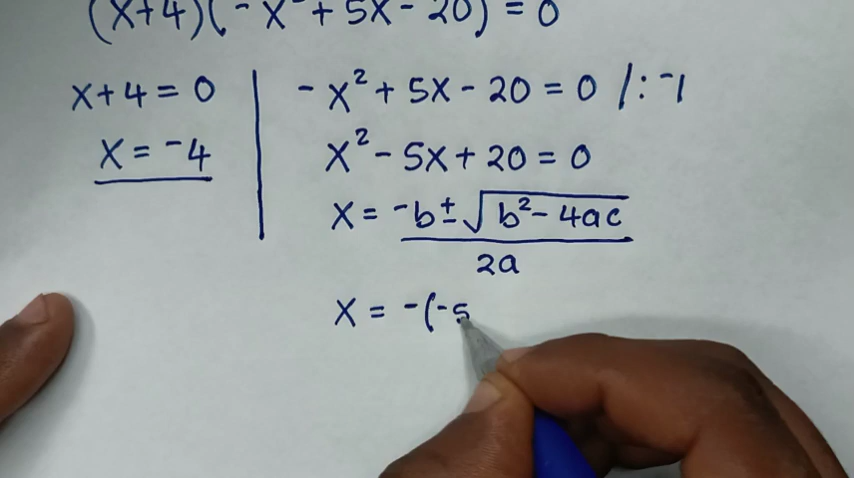 (x+4)(-x²+5x-20)=0
x+4=0
x=-4
-x²+5x-20=0 /:-1
x²-5x+20=0
x=-b±√b²-4ac
2a
x=-(-5